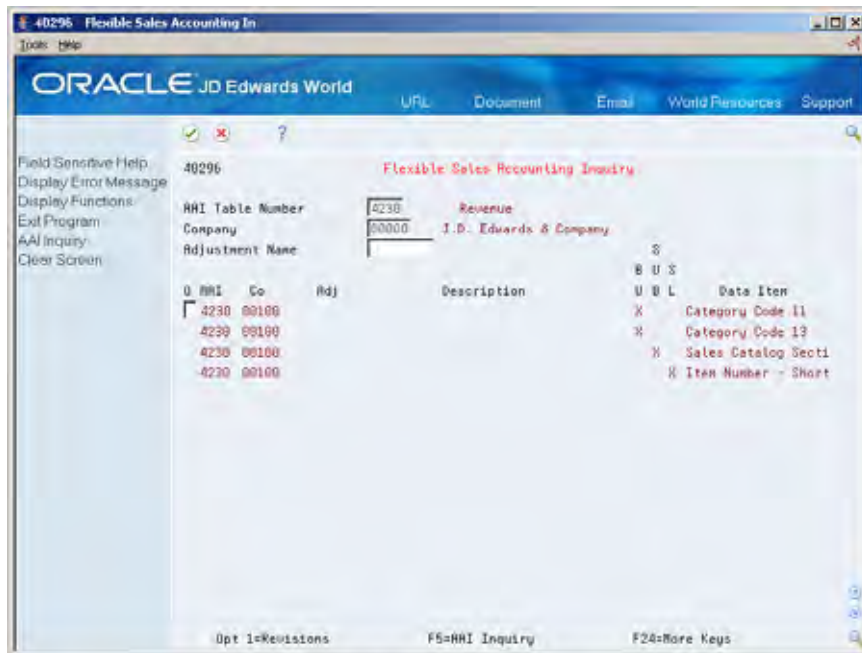 40296 Flexible Sales Accounting In
Tools Help
ORACLE JD Edwards World
URL Document Email World Resources Support
?
Field Sensitive Help
Display Error Message
Display Functions
Exit Program
AAI Inquiry
Clear Screen
40296 Flexible Sales Accounting Inquiry
AAI Table Number 4230 Revenue
Company 00000 J.D. Edwards & Company
Adjustment Name
S
B U S
O AAI Co Adj Description U B L Data Item
4230 00100 X Category Code 11
4230 00100 X Category Code 13
4230 00100 X Sales Catalog Secti
4230 00100 X Item Number - Short
Opt 1=Revisions F5=AAI Inquiry F24=More Keys